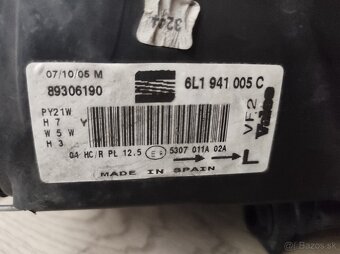 07/10/05 M
89306190
6L1 941 005 C
PY21W
H 7 Y
W 5 W
H 3
VF2
Valeo
04 HC/R PL 12.5 5307 011A 02A
L
MADE IN SPAIN
bazos.sk